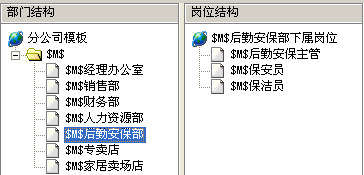 部门结构
分公司模板
$M$
$M$经理办公室
$M$销售部
$M$财务部
$M$人力资源部
$M$后勤安保部
$M$专卖店
$M$家居卖场店
岗位结构
$M$后勤安保部下属岗位
$M$后勤安保主管
$M$保安员
$M$保洁员